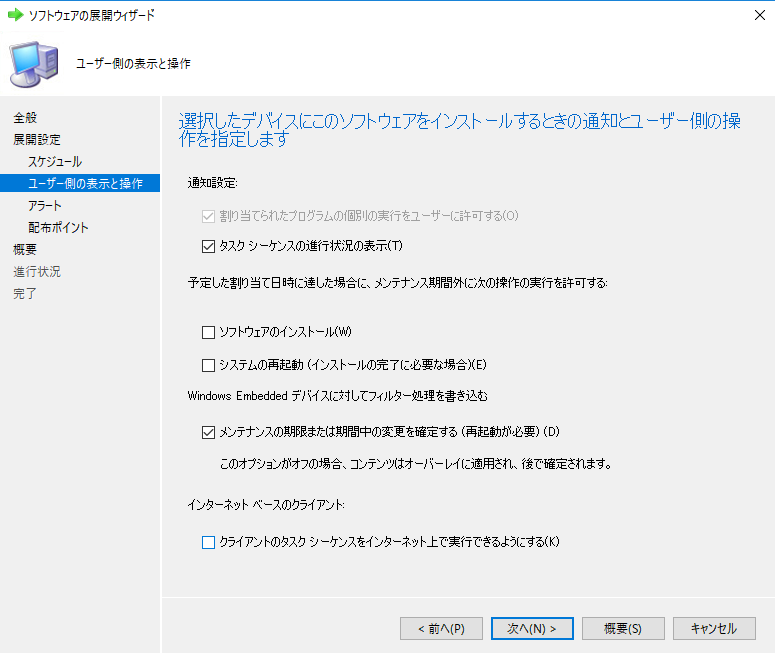 ソフトウェアの展開ウィザード
ユーザー側の表示と操作
全般
展開設定
スケジュール
ユーザー側の表示と操作
アラート
配布ポイント
概要
進行状況
完了
選択したデバイスにこのソフトウェアをインストールするときの通知とユーザー側の操
作を指定します
通知設定:
割り当てられたプログラムの個別の実行をユーザーに許可する(O)
タスク シーケンスの進行状況の表示(T)
予定した割り当て日時に達した場合に、メンテナンス期間外に次の操作の実行を許可する:
ソフトウェアのインストール(W)
システムの再起動 (インストールの完了に必要な場合)(E)
Windows Embedded デバイスに対してフィルター処理を書き込む
メンテナンスの期限または期間中の変更を確定する (再起動が必要) (D)
このオプションがオフの場合、コンテンツはオーバーレイに適用され、後で確定されます。
インターネット ベースのクライアント:
クライアントのタスク シーケンスをインターネット上で実行できるようにする(K)
< 前へ(P)
次へ(N) >
概要(S)
キャンセル